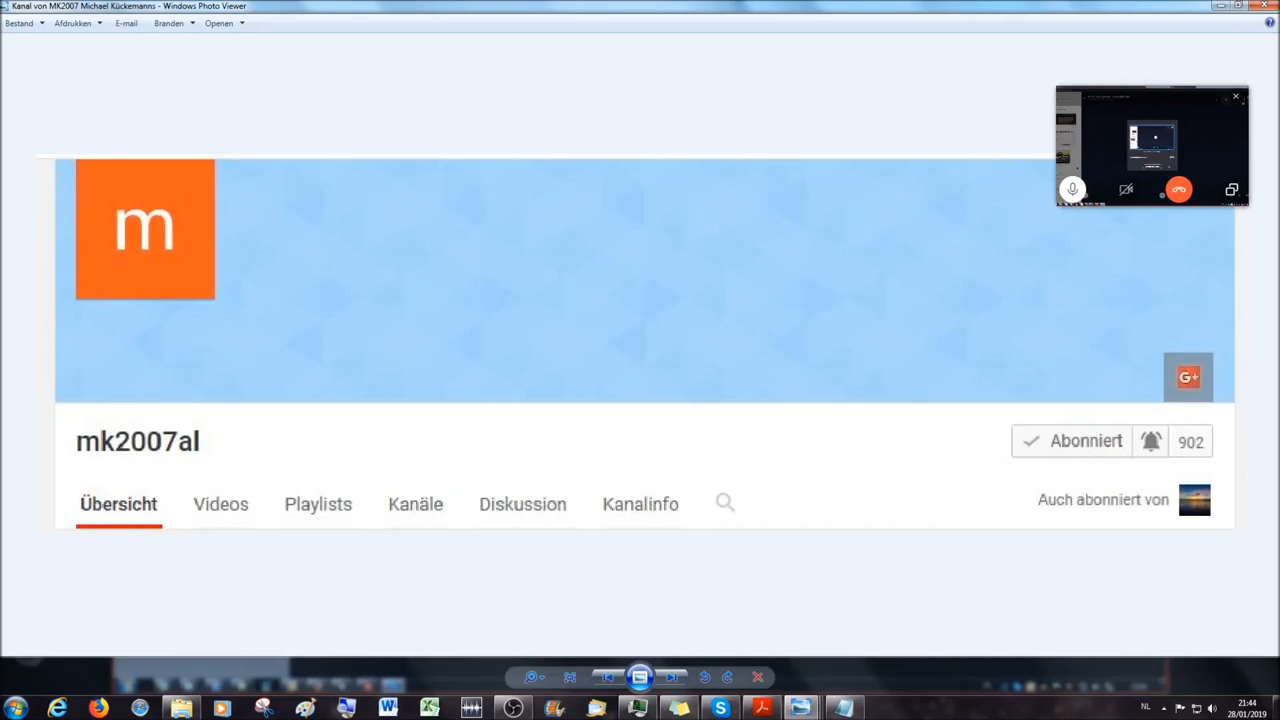 Kanal von MK2007 Michael Kückemanns - Windows Photo Viewer
Bestand Afdrukken E-mail Branden Openen
m
G+
mk2007al
Abonniert 902
Übersicht Videos Playlists Kanäle Diskussion Kanalinfo
Auch abonniert von
NL
21:44
28/01/2019